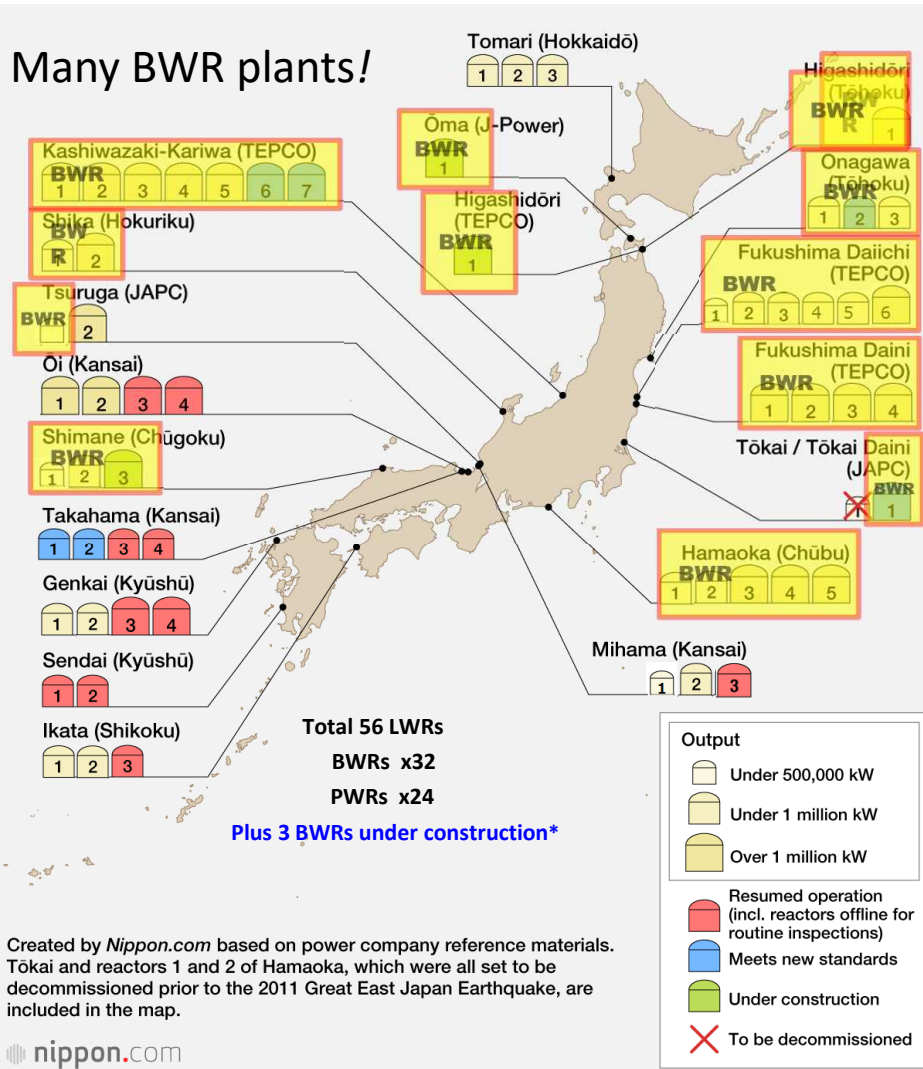 Many BWR plants!
Tomari (Hokkaidō)
1 2 3
Higashidōri
(Tōhoku)
BWR
BW
R
1
Ōma (J-Power)
BWR
1
Kashiwazaki-Kariwa (TEPCO)
BWR
1 2 3 4 5 6 7
Onagawa
(Tōhoku)
BWR
1 2 3
Higashidōri
(TEPCO)
BWR
1
Shika (Hokuriku)
BW
R
1 2
Fukushima Daiichi
(TEPCO)
BWR
1 2 3 4 5 6
Tsuruga (JAPC)
BWR
2
Ōi (Kansai)
1 2 3 4
Fukushima Daini
(TEPCO)
BWR
1 2 3 4
Shimane (Chūgoku)
BWR
1 2 3
Tōkai / Tōkai Daini
(JAPC)
BWR
1 1
Takahama (Kansai)
1 2 3 4
Hamaoka (Chūbu)
BWR
1 2 3 4 5
Genkai (Kyūshū)
1 2 3 4
Sendai (Kyūshū)
1 2
Mihama (Kansai)
1 2 3
Ikata (Shikoku)
1 2 3
Total 56 LWRs
BWRs x32
PWRs x24
Plus 3 BWRs under construction*
Output
Under 500,000 kW
Under 1 million kW
Over 1 million kW
Resumed operation
(incl. reactors offline for
routine inspections)
Meets new standards
Under construction
To be decommissioned
Created by Nippon.com based on power company reference materials.
Tōkai and reactors 1 and 2 of Hamaoka, which were all set to be
decommissioned prior to the 2011 Great East Japan Earthquake, are
included in the map.
nippon.com